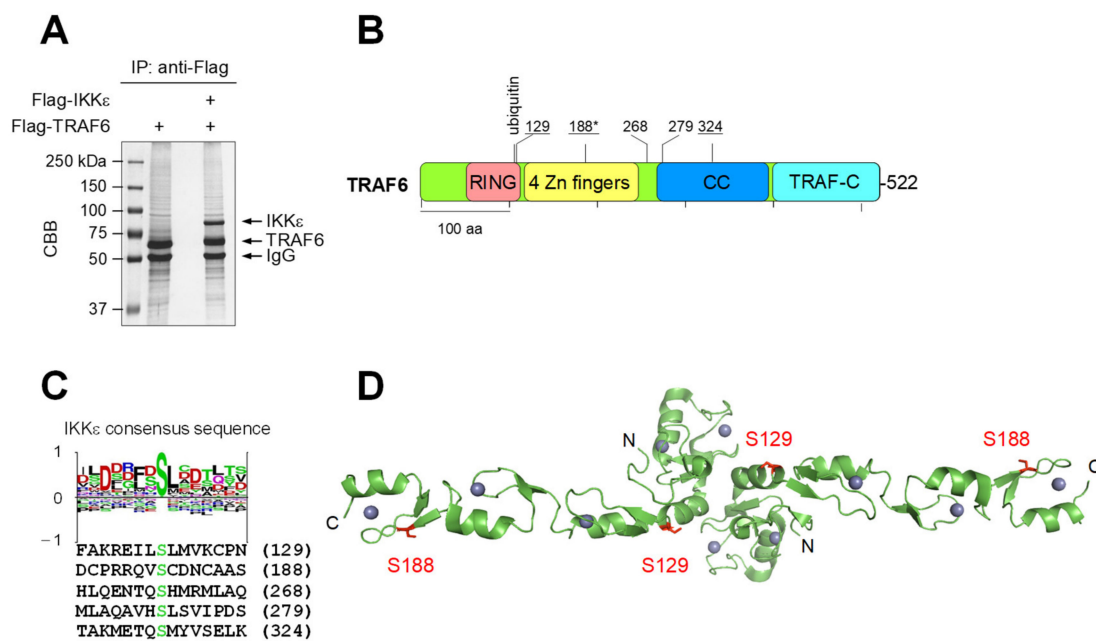 A
IP: anti-Flag
Flag-IKKε +
Flag-TRAF6 + +
250 kDa
150
100
75
50
37
CBB
IKKε
TRAF6
IgG
B
ubiquitin
129 188* 268 279 324
TRAF6 RING 4 Zn fingers CC TRAF-C -522
100 aa
C
IKKε consensus sequence
1
0
−1
FAKREILSLMVKCPN (129)
DCPRRQVSCDNCAAS (188)
HLQENTQSHMRMLAQ (268)
MLAQAVHSLSVIPDS (279)
TAKMETQSMYVSELK (324)
D
N S129 S188 C
C S188 S129 N